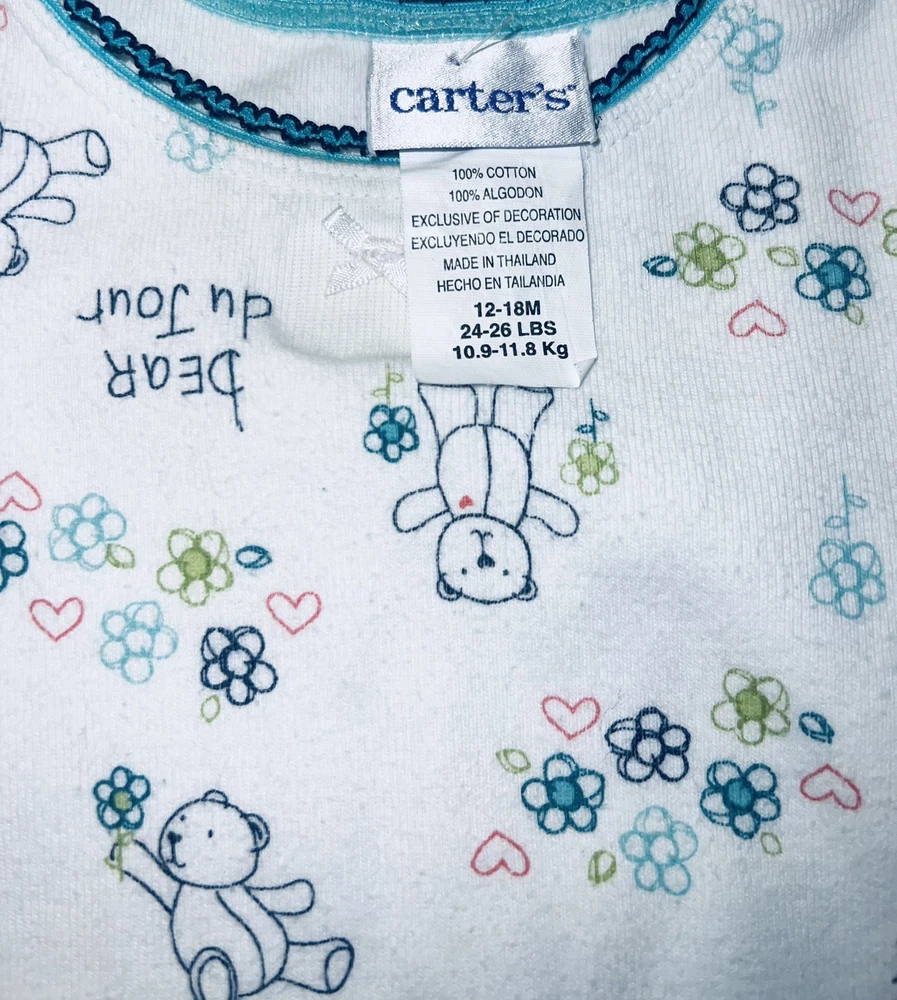 carter's
100% COTTON
100% ALGODON
EXCLUSIVE OF DECORATION
EXCLUYENDO EL DECORADO
MADE IN THAILAND
HECHO EN TAILANDIA
12-18M
24-26 LBS
10.9-11.8 Kg
bEaR
du Jour